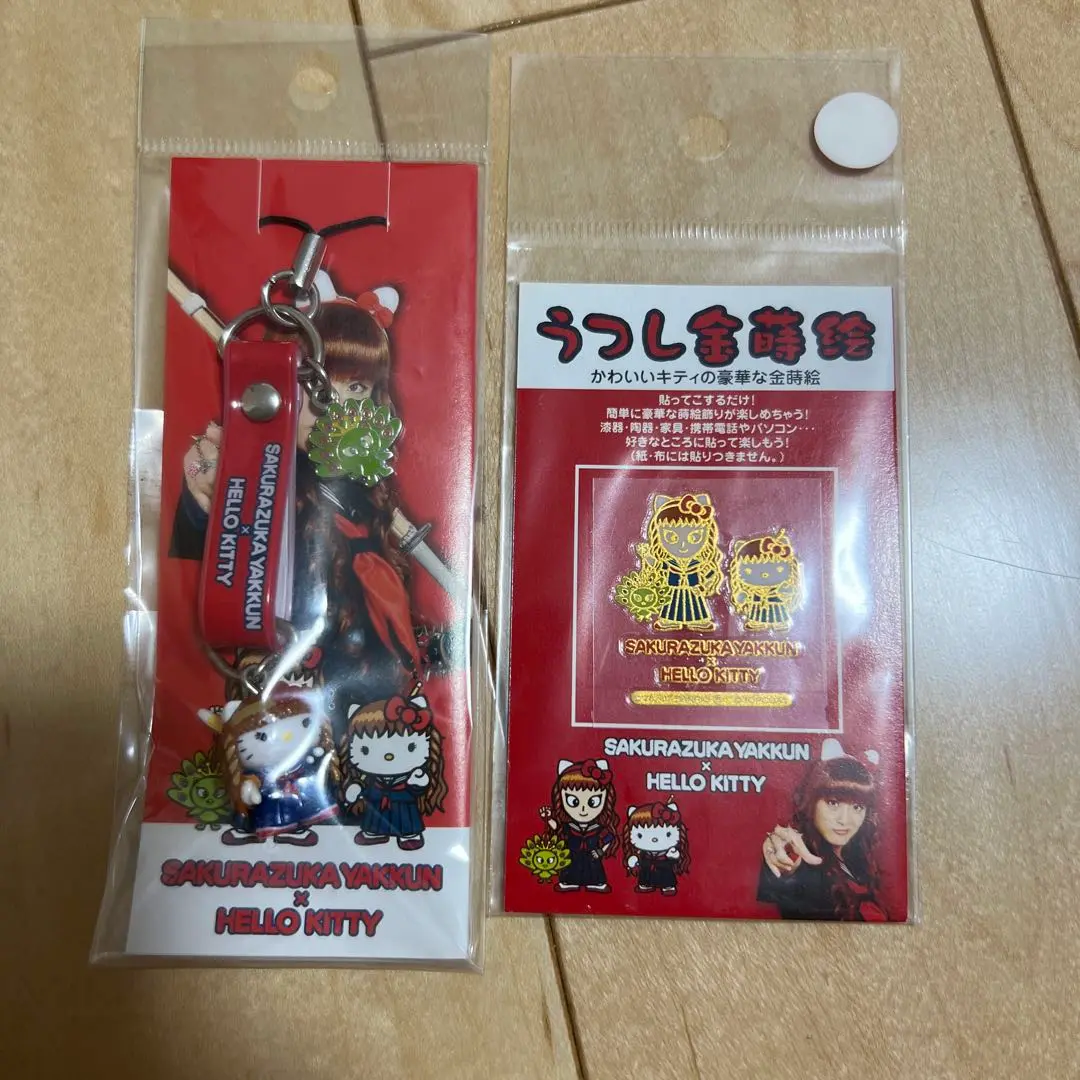 SAKURAZUKA YAKKUN
×
HELLO KITTY
SAKURAZUKA YAKKUN
×
HELLO KITTY
うつし金蒔絵
かわいいキティの豪華な金蒔絵
貼ってこするだけ!
簡単に豪華な蒔絵飾りが楽しめちゃう!
漆器・陶器・家具・携帯電話やパソコン・・・
好きなところに貼って楽しもう!
(紙・布には貼りつきません。)
SAKURAZUKA YAKKUN
×
HELLO KITTY
SAKURAZUKA YAKKUN
×
HELLO KITTY